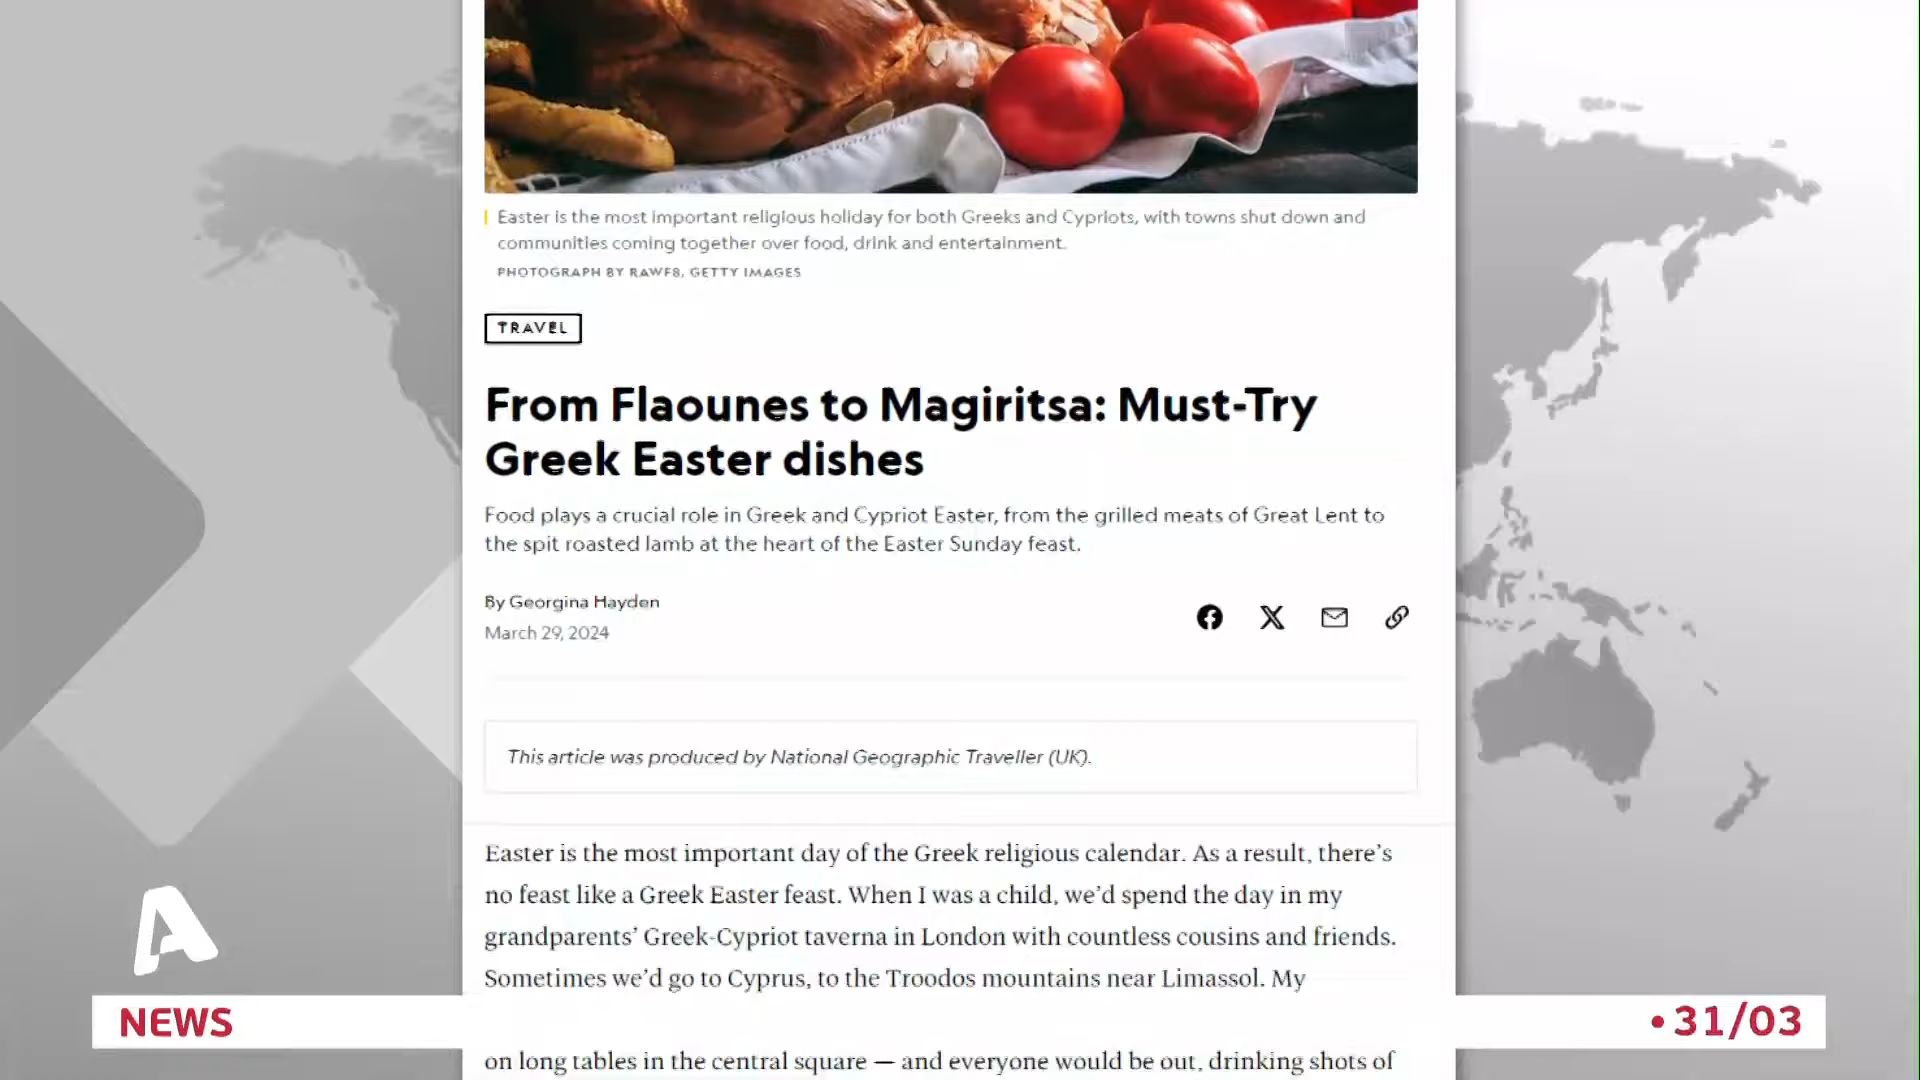 Easter is the most important religious holiday for both Greeks and Cypriots, with towns shut down and
communities coming together over food, drink and entertainment.
PHOTOGRAPH BY RAWF8, GETTY IMAGES
TRAVEL
From Flaounes to Magiritsa: Must-Try
Greek Easter dishes
Food plays a crucial role in Greek and Cypriot Easter, from the grilled meats of Great Lent to
the spit roasted lamb at the heart of the Easter Sunday feast.
By Georgina Hayden
March 29, 2024
This article was produced by National Geographic Traveller (UK).
Easter is the most important day of the Greek religious calendar. As a result, there’s
no feast like a Greek Easter feast. When I was a child, we’d spend the day in my
grandparents’ Greek-Cypriot taverna in London with countless cousins and friends.
Sometimes we’d go to Cyprus, to the Troodos mountains near Limassol. My
on long tables in the central square — and everyone would be out, drinking shots of
NEWS
•31/03